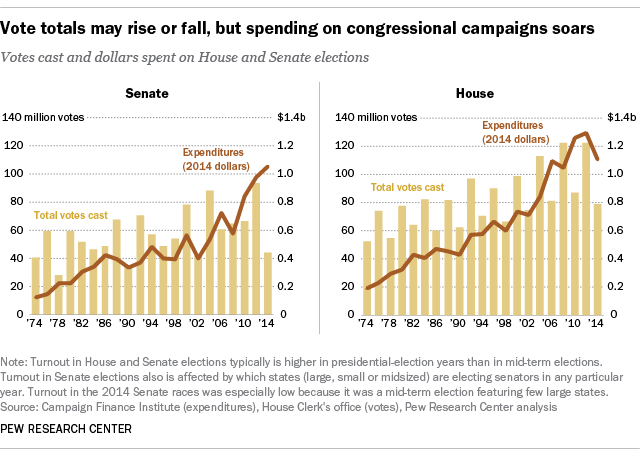 Vote totals may rise or fall, but spending on congressional campaigns soars
Votes cast and dollars spent on House and Senate elections
Senate
140 million votes
$1.4b
120
1.2
100
1.0
80
0.8
60
0.6
40
0.4
20
0.2
0
0
Expenditures
(2014 dollars)
Total votes cast
'74 '78 '82 '86 '90 '94 '98 '02 '06 '10 '14
House
140 million votes
$1.4b
120
1.2
100
1.0
80
0.8
60
0.6
40
0.4
20
0.2
0
0
Expenditures
(2014 dollars)
Total votes cast
'74 '78 '82 '86 '90 '94 '98 '02 '06 '10 '14
Note: Turnout in House and Senate elections typically is higher in presidential-election years than in mid-term elections.
Turnout in Senate elections also is affected by which states (large, small or midsized) are electing senators in any particular
year. Turnout in the 2014 Senate races was especially low because it was a mid-term election featuring few large states.
Source: Campaign Finance Institute (expenditures), House Clerk's office (votes), Pew Research Center analysis
PEW RESEARCH CENTER